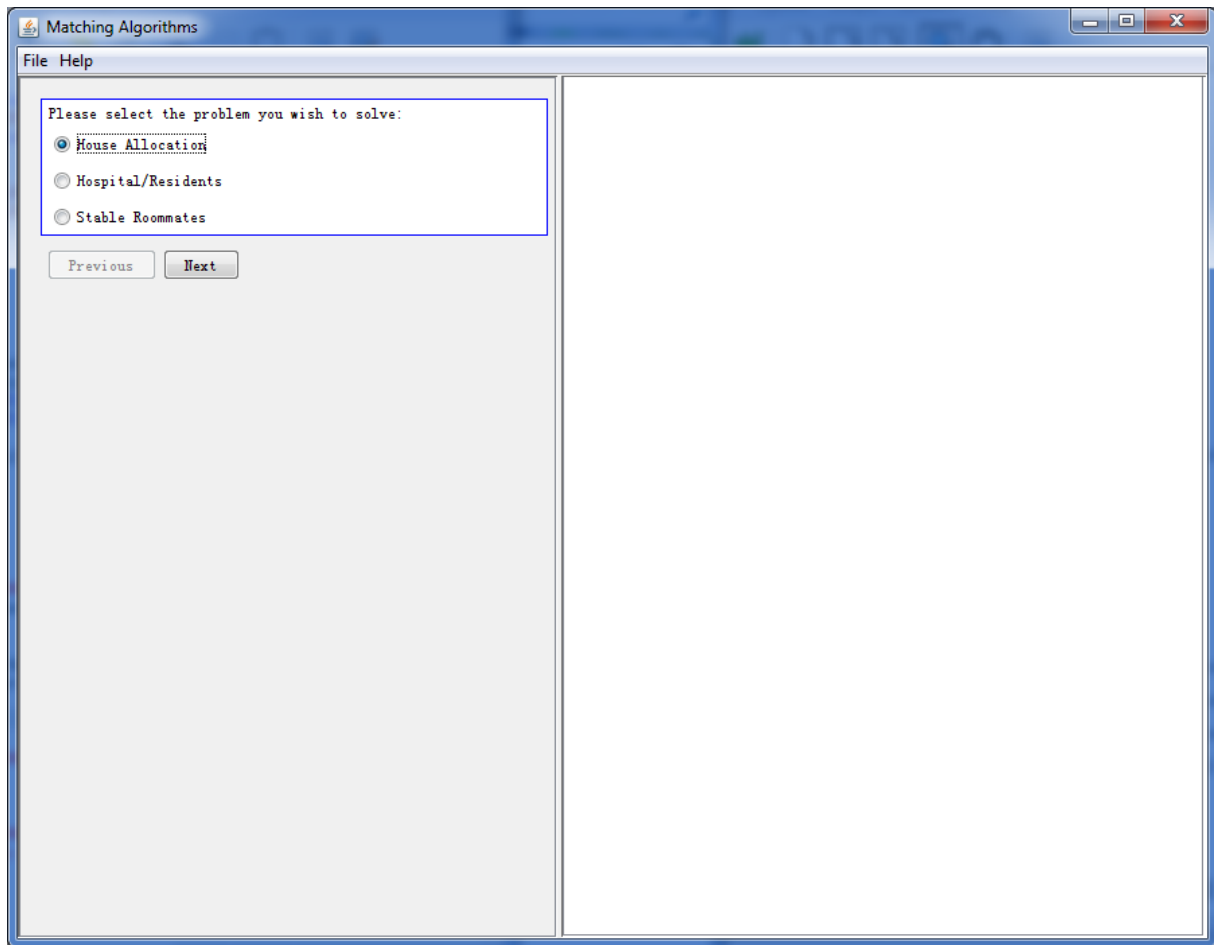 Matching Algorithms
File Help
Please select the problem you wish to solve:
House Allocation
Hospital/Residents
Stable Roommates
Previous Next